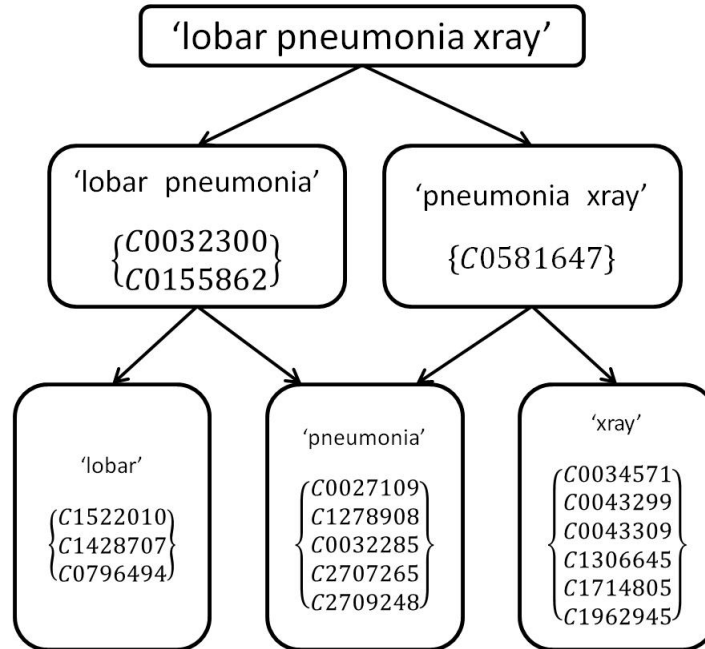 ‘lobar pneumonia xray’
‘lobar pneumonia’
{C0032300
C0155862}
‘pneumonia xray’
{C0581647}
‘lobar’
{C1522010
C1428707
C0796494}
‘pneumonia’
{C0027109
C1278908
C0032285
C2707265
C2709248}
‘xray’
{C0034571
C0043299
C0043309
C1306645
C1714805
C1962945}